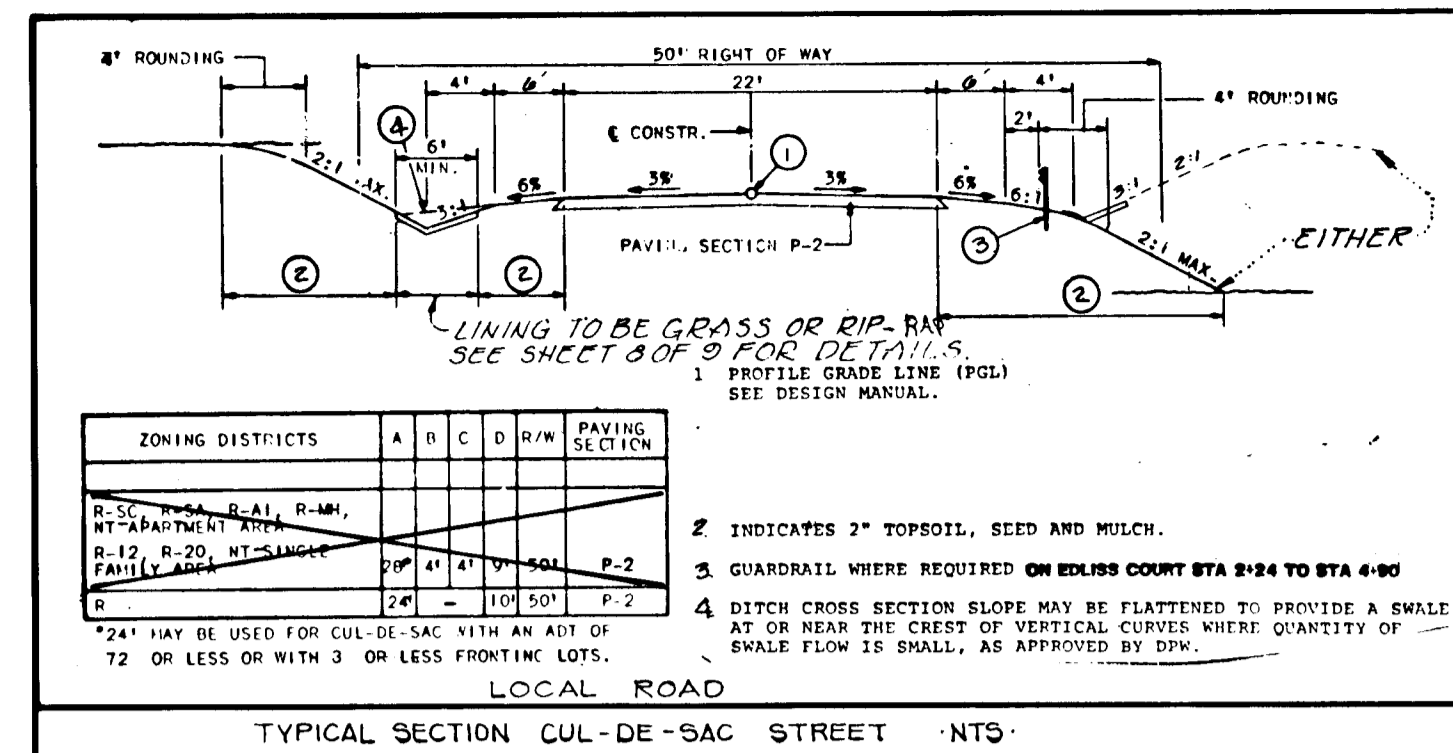 4' ROUNDING
50' RIGHT OF WAY
4' 6' 22' 6' 4'
4' ROUNDING
2'
4
6'
MIN.
℄ CONSTR.
1
2:1 MAX.
3:1
6% 3% 3% 6% 6:1
3:1 2:1
PAVING SECTION P-2
3
2:1 MAX.
EITHER
2 2 2
LINING TO BE GRASS OR RIP-RAP
SEE SHEET 8 OF 9 FOR DETAILS.
1 PROFILE GRADE LINE (PGL)
SEE DESIGN MANUAL.
ZONING DISTRICTS A B C D R/W PAVING SECTION
R-SC, R-SA, R-A1, R-MH,
NT-APARTMENT AREA
R-12, R-20, NT-SINGLE
FAMILY AREA 28* 4' 4' 9' 50' P-2
R 24' - 10' 50' P-2
*24' MAY BE USED FOR CUL-DE-SAC WITH AN ADT OF
72 OR LESS OR WITH 3 OR LESS FRONTING LOTS.
2. INDICATES 2" TOPSOIL, SEED AND MULCH.
3. GUARDRAIL WHERE REQUIRED ON EDLISS COURT STA 2+24 TO STA 4+90
4. DITCH CROSS SECTION SLOPE MAY BE FLATTENED TO PROVIDE A SWALE
AT OR NEAR THE CREST OF VERTICAL CURVES WHERE QUANTITY OF
SWALE FLOW IS SMALL, AS APPROVED BY DPW.
LOCAL ROAD
TYPICAL SECTION CUL-DE-SAC STREET ·NTS·